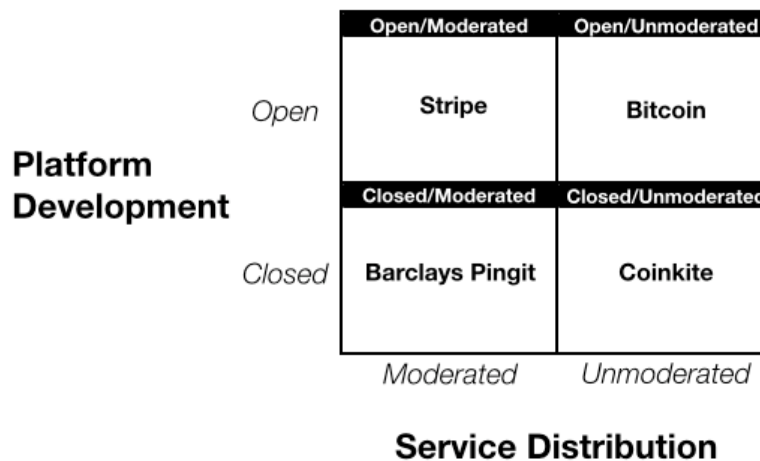 Open/Moderated Open/Unmoderated
Open Stripe Bitcoin
Platform
Development
Closed/Moderated Closed/Unmoderated
Closed Barclays Pingit Coinkite
Moderated Unmoderated
Service Distribution